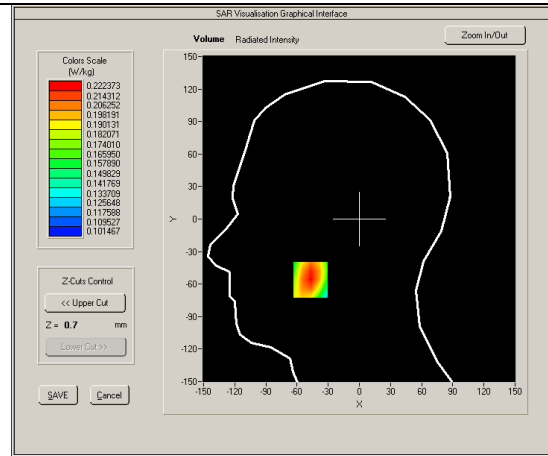 SAR Visualisation Graphical Interface
Volume Radiated Intensity
Zoom In/Out
Colors Scale
(W/kg)
0.222373
0.214312
0.206252
0.198191
0.190131
0.182071
0.174010
0.165950
0.157890
0.149829
0.141769
0.133709
0.125648
0.117588
0.109527
0.101467
Z-Cuts Control
<< Upper Cut
Z = 0.7 mm
Lower Cut >>
SAVE Cancel
150
120
90
60
30
0
-30
-60
-90
-120
-150
Y
-150 -120 -90 -60 -30 0 30 60 90 120 150
X